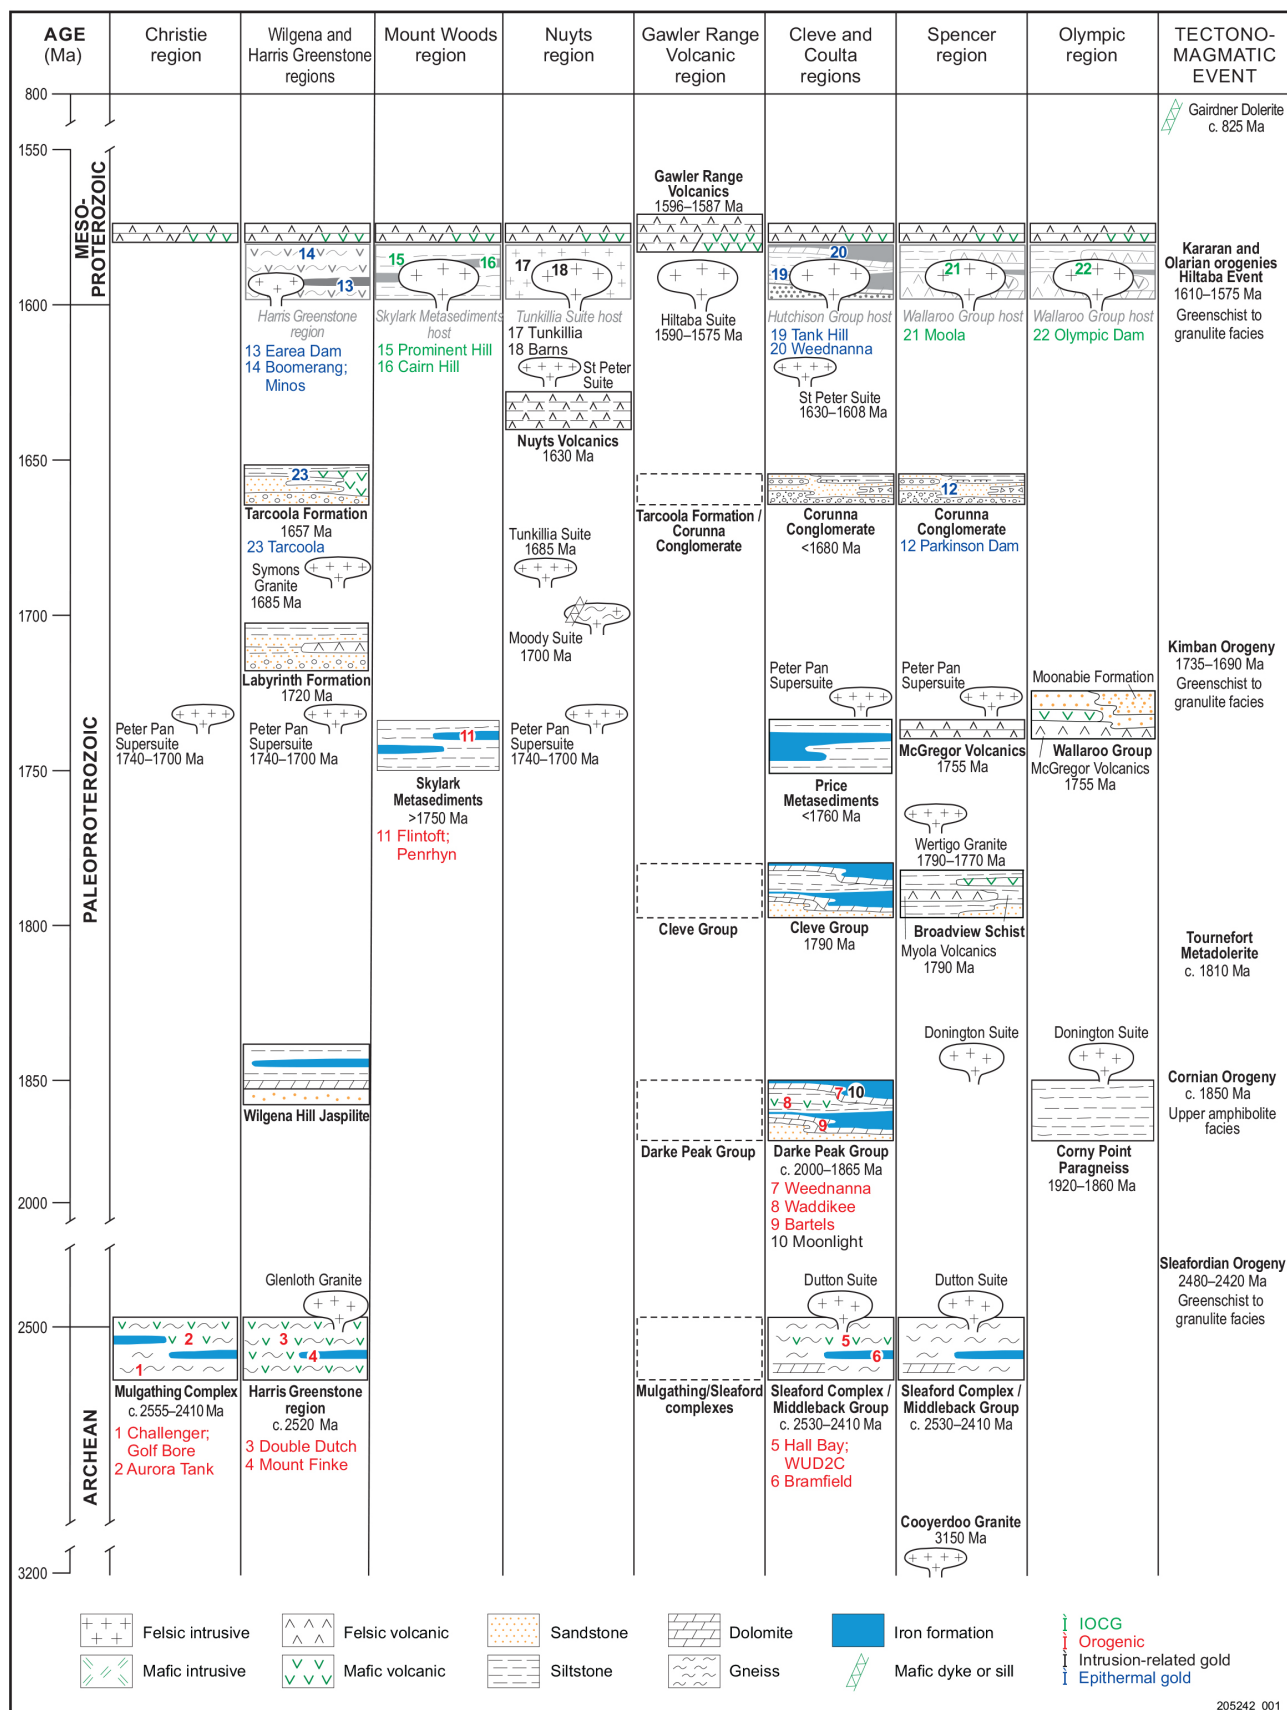 AGE
(Ma)
Christie
region
Wilgena and
Harris Greenstone
regions
Mount Woods
region
Nuyts
region
Gawler Range
Volcanic
region
Cleve and
Coulta
regions
Spencer
region
Olympic
region
TECTONO-
MAGMATIC
EVENT
800
1550
1600
1650
1700
1750
1800
1850
2000
2500
3200
MESO-
PROTEROZOIC
PALEOPROTEROZOIC
ARCHEAN
Peter Pan
Supersuite
1740–1700 Ma
2
1
Mulgathing Complex
c. 2555–2410 Ma
1 Challenger;
Golf Bore
2 Aurora Tank
14
13
Harris Greenstone
region
13 Earea Dam
14 Boomerang;
Minos
23
Tarcoola Formation
1657 Ma
23 Tarcoola
Symons
Granite
1685 Ma
Labyrinth Formation
1720 Ma
Peter Pan
Supersuite
1740–1700 Ma
Wilgena Hill Jaspilite
Glenloth Granite
3
4
Harris Greenstone
region
c. 2520 Ma
3 Double Dutch
4 Mount Finke
15
16
Skylark Metasediments
host
15 Prominent Hill
16 Cairn Hill
11
Skylark
Metasediments
>1750 Ma
11 Flintoft;
Penrhyn
17
18
Tunkillia Suite host
17 Tunkillia
18 Barns
St Peter
Suite
Nuyts Volcanics
1630 Ma
Tunkillia Suite
1685 Ma
Moody Suite
1700 Ma
Peter Pan
Supersuite
1740–1700 Ma
Gawler Range
Volcanics
1596–1587 Ma
Hiltaba Suite
1590–1575 Ma
Tarcoola Formation /
Corunna
Conglomerate
Cleve Group
Darke Peak Group
Mulgathing/Sleaford
complexes
20
19
Hutchison Group host
19 Tank Hill
20 Weednanna
St Peter Suite
1630–1608 Ma
Corunna
Conglomerate
<1680 Ma
Peter Pan
Supersuite
Price
Metasediments
<1760 Ma
Cleve Group
1790 Ma
7
10
8
9
Darke Peak Group
c. 2000–1865 Ma
7 Weednanna
8 Waddikee
9 Bartels
10 Moonlight
Dutton Suite
5
6
Sleaford Complex /
Middleback Group
c. 2530–2410 Ma
5 Hall Bay;
WUD2C
6 Bramfield
21
Wallaroo Group host
21 Moola
12
Corunna
Conglomerate
12 Parkinson Dam
Peter Pan
Supersuite
McGregor Volcanics
1755 Ma
Wertigo Granite
1790–1770 Ma
Broadview Schist
Myola Volcanics
1790 Ma
Donington Suite
Dutton Suite
Sleaford Complex /
Middleback Group
c. 2530–2410 Ma
Cooyerdoo Granite
3150 Ma
22
Wallaroo Group host
22 Olympic Dam
Moonabie Formation
Wallaroo Group
McGregor Volcanics
1755 Ma
Donington Suite
Corny Point
Paragneiss
1920–1860 Ma
Gairdner Dolerite
c. 825 Ma
Kararan and
Olarian orogenies
Hiltaba Event
1610–1575 Ma
Greenschist to
granulite facies
Kimban Orogeny
1735–1690 Ma
Greenschist to
granulite facies
Tournefort
Metadolerite
c. 1810 Ma
Cornian Orogeny
c. 1850 Ma
Upper amphibolite
facies
Sleafordian Orogeny
2480–2420 Ma
Greenschist to
granulite facies
Felsic intrusive
Felsic volcanic
Sandstone
Dolomite
Iron formation
Mafic intrusive
Mafic volcanic
Siltstone
Gneiss
Mafic dyke or sill
IOCG
Orogenic
Intrusion-related gold
Epithermal gold
205242_001